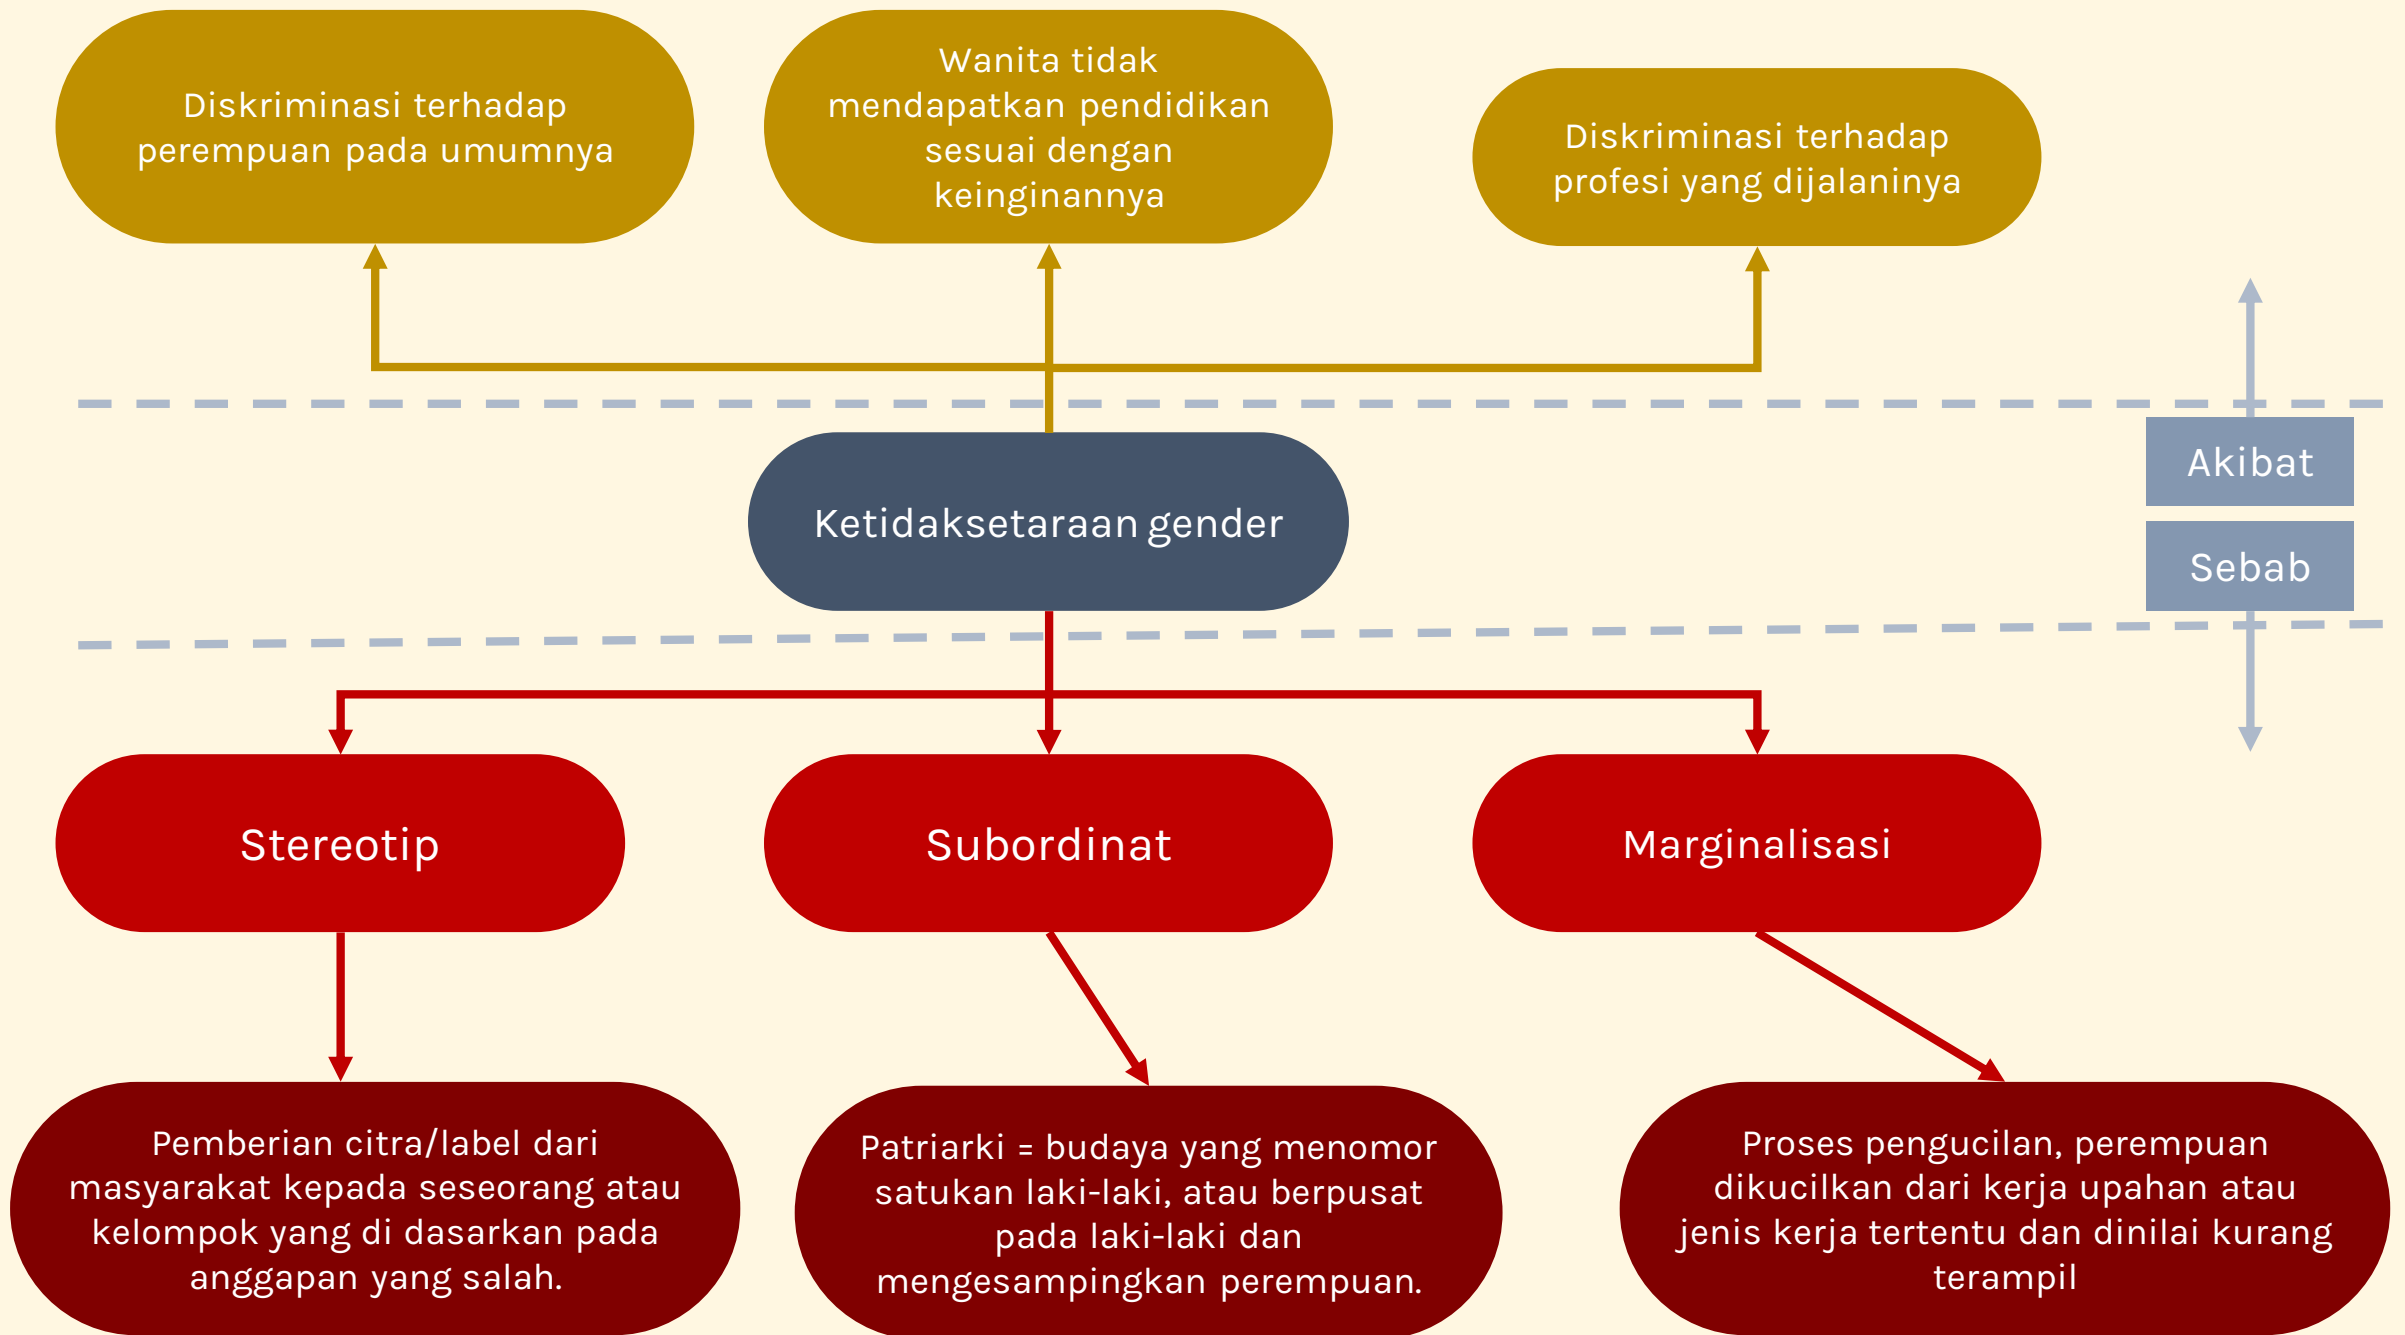 Diskriminasi terhadap
perempuan pada umumnya
Wanita tidak
mendapatkan pendidikan
sesuai dengan
keinginannya
Diskriminasi terhadap
profesi yang dijalaninya
Akibat
Ketidaksetaraan gender
Sebab
Stereotip
Subordinat
Marginalisasi
Pemberian citra/label dari
masyarakat kepada seseorang atau
kelompok yang di dasarkan pada
anggapan yang salah.
Patriarki = budaya yang menomor
satukan laki-laki, atau berpusat
pada laki-laki dan
mengesampingkan perempuan.
Proses pengucilan, perempuan
dikucilkan dari kerja upahan atau
jenis kerja tertentu dan dinilai kurang
terampil